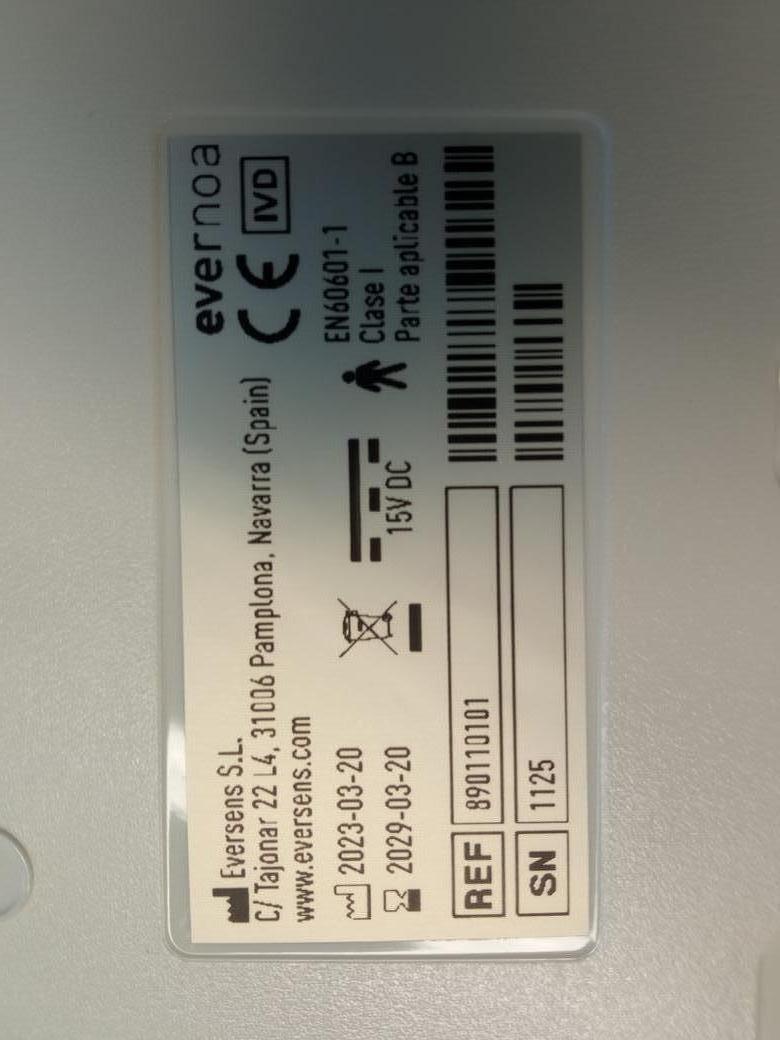 evernoa
Eversens S.L.
C/ Tajonar 22 L4, 31006 Pamplona, Navarra (Spain)
www.eversens.com
CE IVD
2023-03-20
2029-03-20
15V DC
EN60601-1
Clase I
Parte aplicable B
REF 890110101
SN 1125